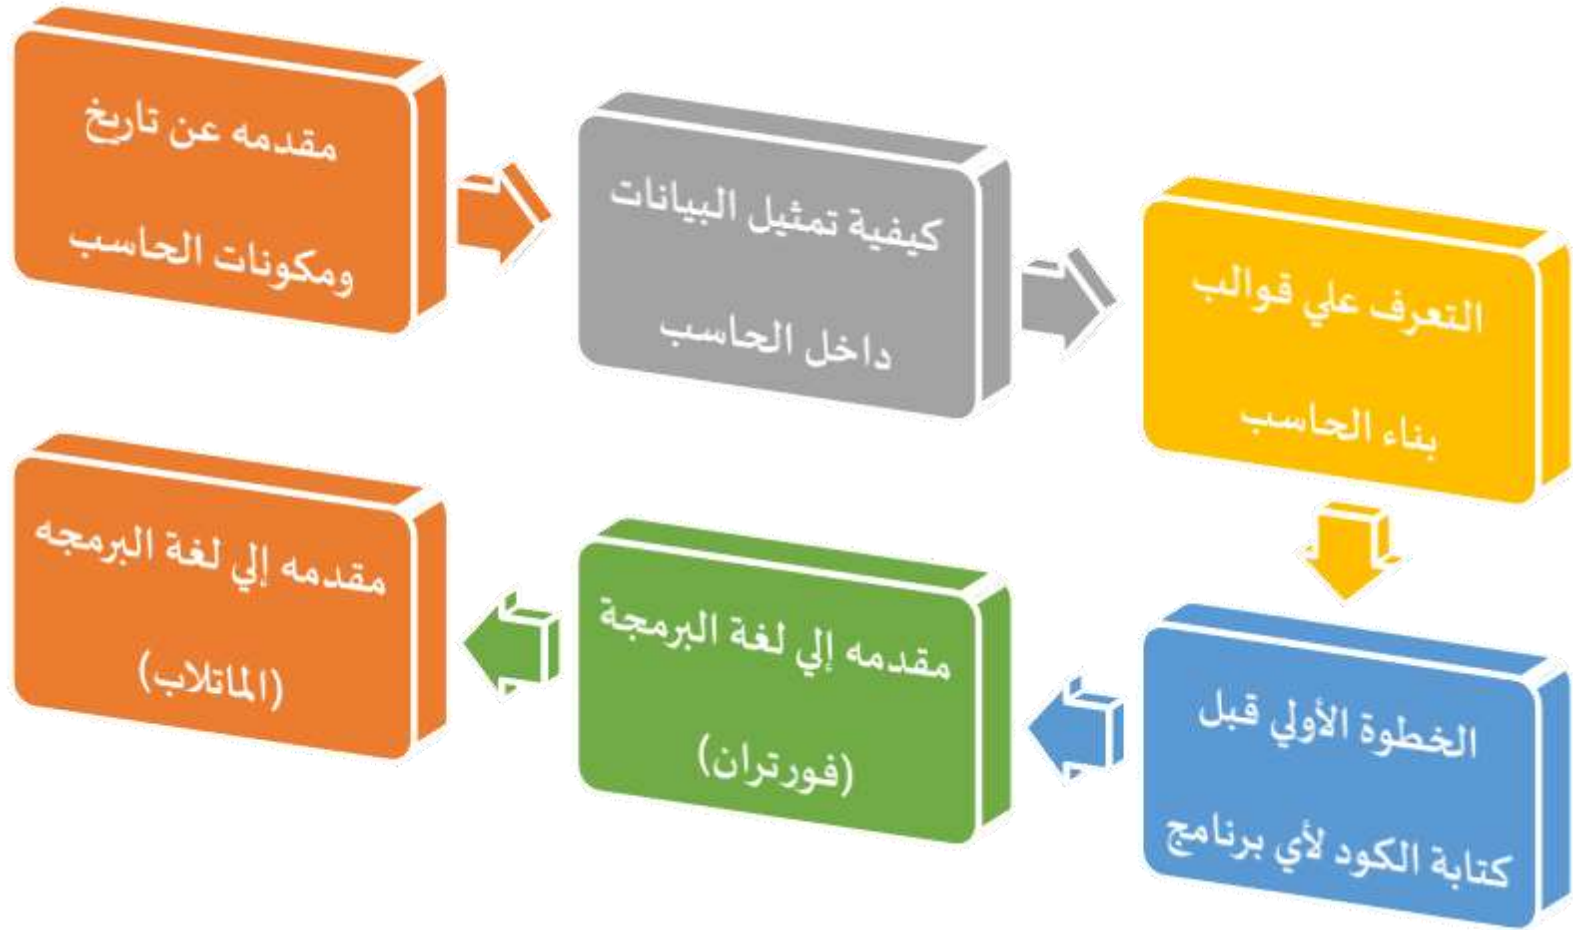 مقدمه عن تاريخ
ومكونات الحاسب
كيفية تمثيل البيانات
داخل الحاسب
التعرف علي قوالب
بناء الحاسب
الخطوة الأولي قبل
كتابة الكود لأي برنامج
مقدمه إلي لغة البرمجة
(فورتران)
مقدمه إلي لغة البرمجه
(الماتلاب)